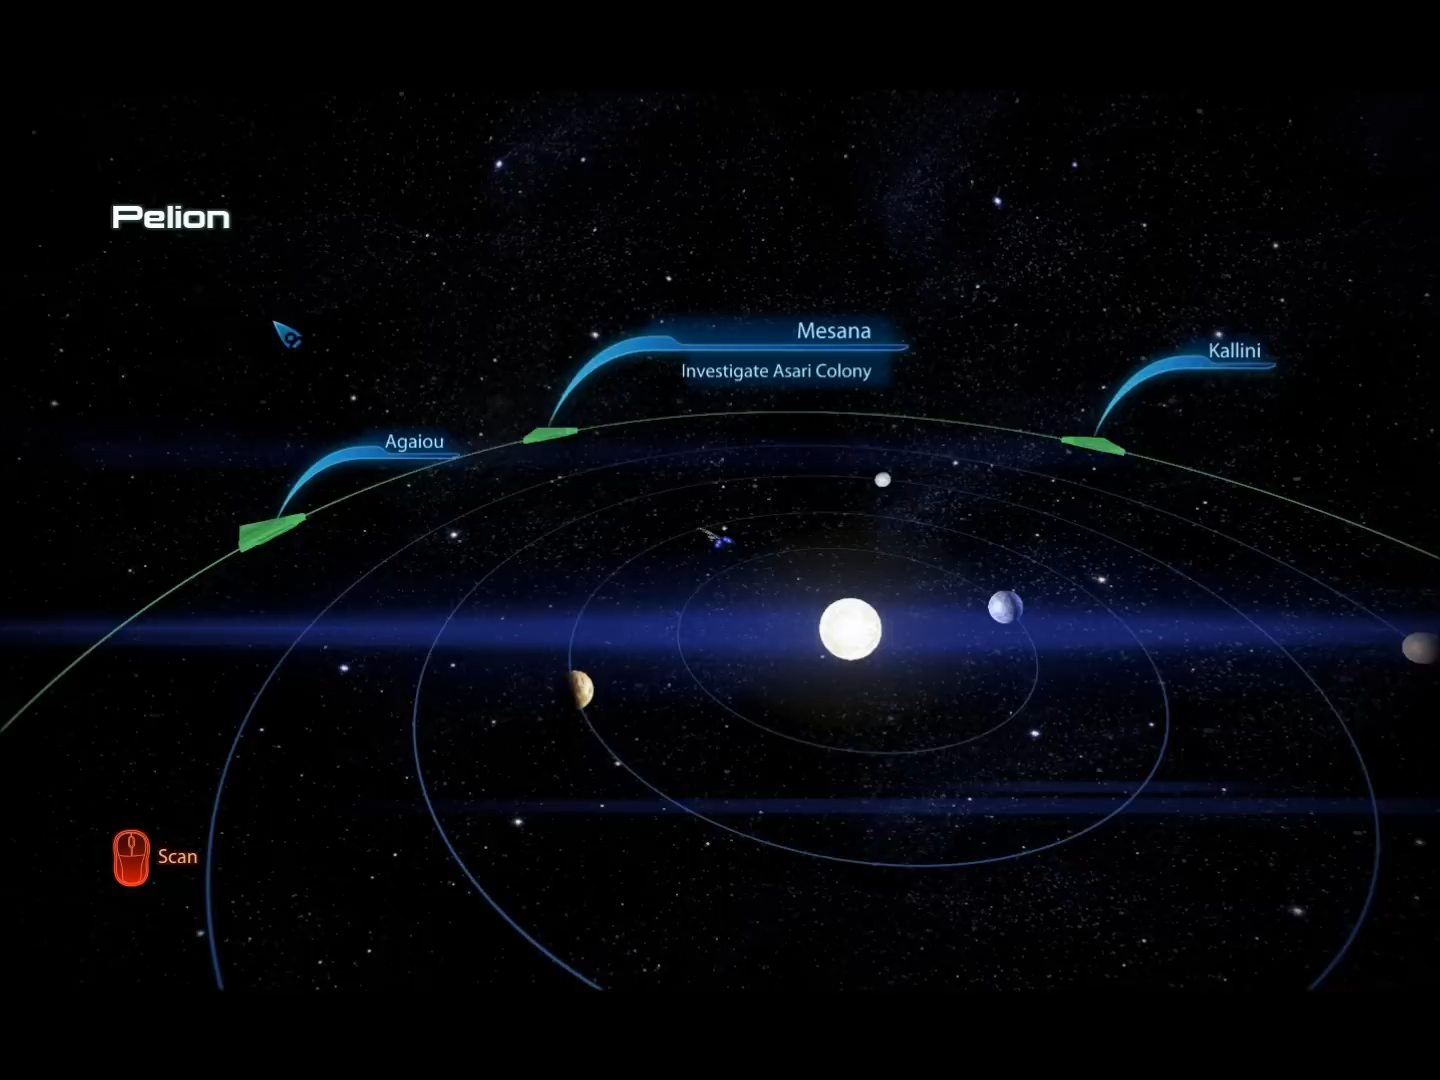 Pelion
Mesana
Investigate Asari Colony
Kallini
Agaiou
Scan